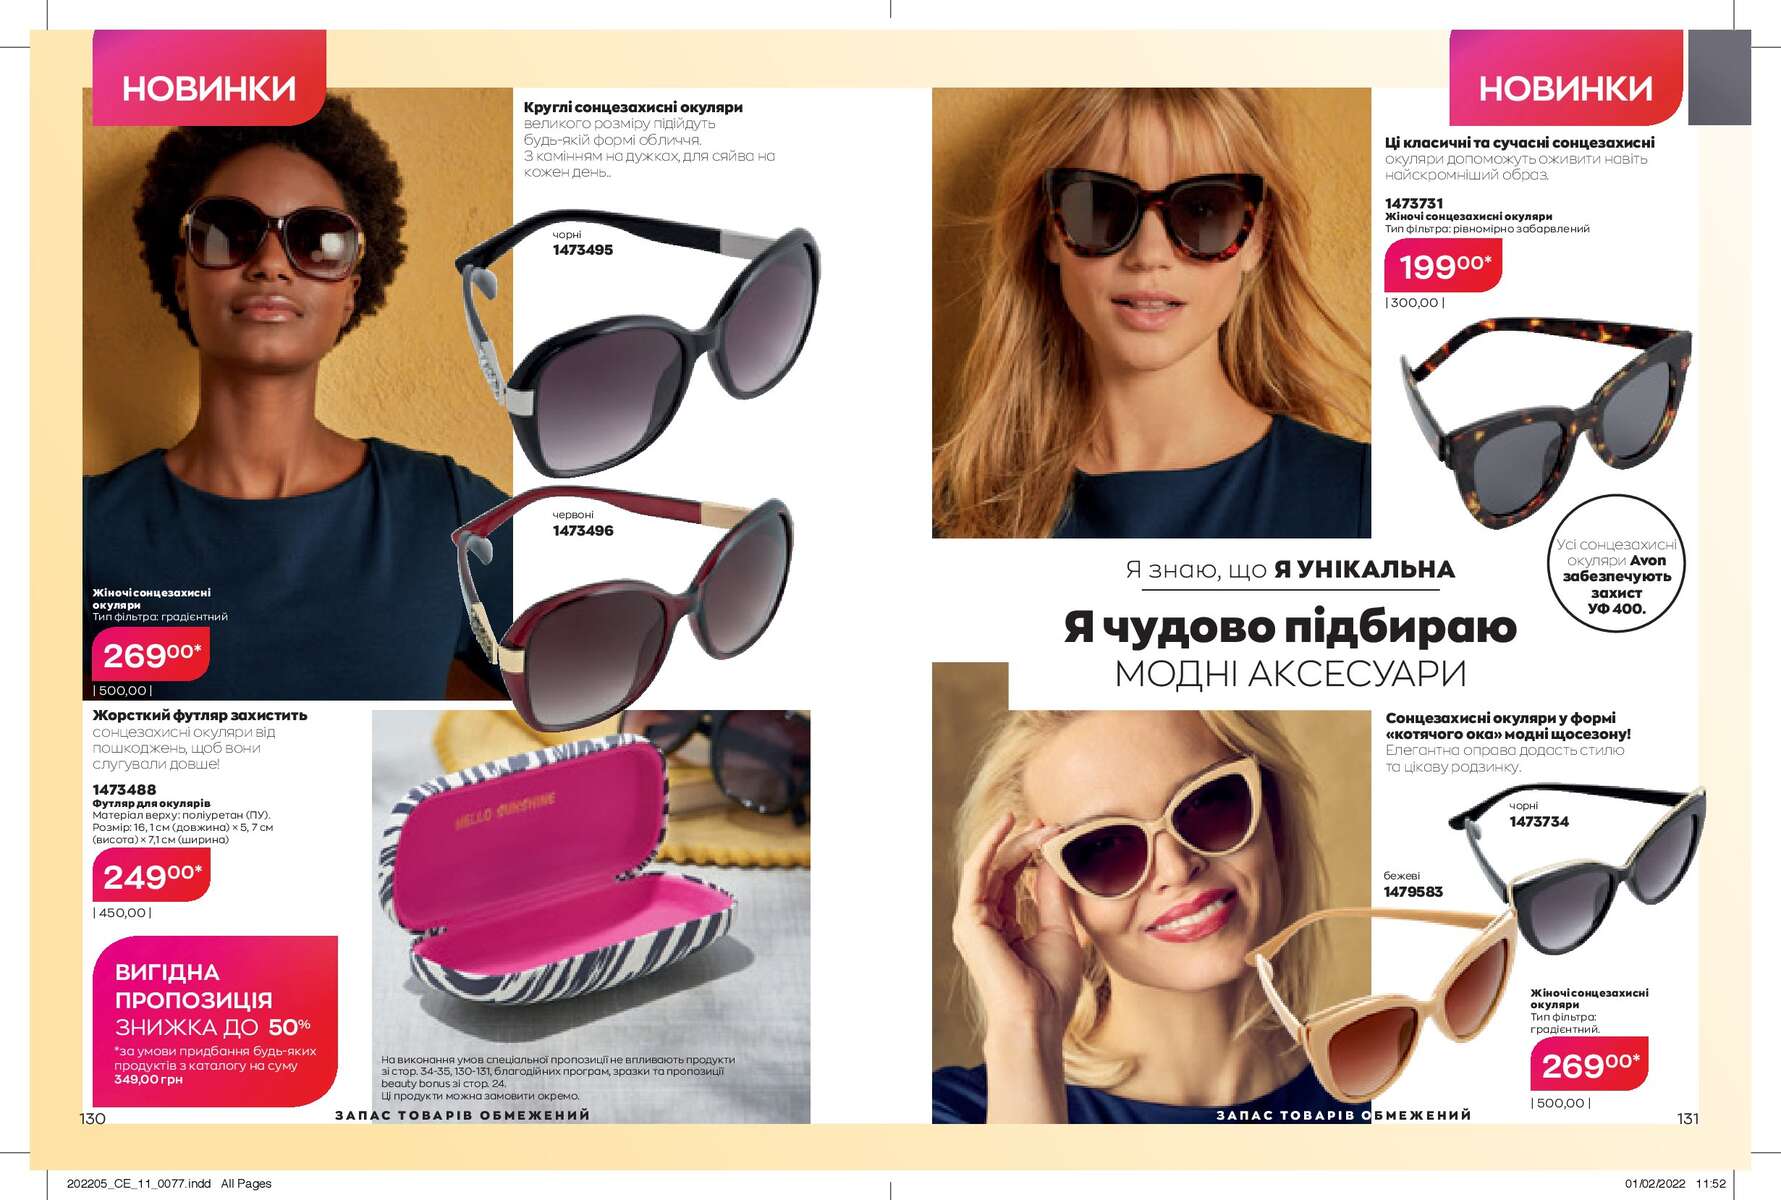 НОВИНКИ
Круглі сонцезахисні окуляри
великого розміру підійдуть
будь-якій формі обличчя.
З камінням на дужках, для сяйва на
кожен день..
чорні
1473495
червоні
1473496
Жіночі сонцезахисні
окуляри
Тип фільтра: градієнтний
269⁰⁰*
| 500,00 |
Жорсткий футляр захистить
сонцезахисні окуляри від
пошкоджень, щоб вони
слугували довше!
1473488
Футляр для окулярів
Матеріал верху: поліуретан (ПУ).
Розмір: 16, 1 см (довжина) × 5, 7 см
(висота) × 7,1 см (ширина)
249⁰⁰*
| 450,00 |
HELLO SUNSHINE
ВИГІДНА
ПРОПОЗИЦІЯ
ЗНИЖКА ДО 50%
*за умови придбання будь-яких
продуктів з каталогу на суму
349,00 грн
На виконання умов спеціальної пропозиції не впливають продукти
зі стор. 34-35, 130-131, благодійних програм, зразки та пропозиції
beauty bonus зі стор. 24.
Ці продукти можна замовити окремо.
130
ЗАПАС ТОВАРІВ ОБМЕЖЕНИЙ
НОВИНКИ
Ці класичні та сучасні сонцезахисні
окуляри допоможуть оживити навіть
найскромніший образ.
1473731
Жіночі сонцезахисні окуляри
Тип фільтра: рівномірно забарвлений
199⁰⁰*
| 300,00 |
Усі сонцезахисні
окуляри Avon
забезпечують
захист
УФ 400.
Я знаю, що Я УНІКАЛЬНА
Я чудово підбираю
МОДНІ АКСЕСУАРИ
Сонцезахисні окуляри у формі
«котячого ока» модні щосезону!
Елегантна оправа додасть стилю
та цікаву родзинку.
чорні
1473734
бежеві
1479583
Жіночі сонцезахисні
окуляри
Тип фільтра:
градієнтний.
269⁰⁰*
| 500,00 |
ЗАПАС ТОВАРІВ ОБМЕЖЕНИЙ
131
202205_CE_11_0077.indd   All Pages
01/02/2022   11:52